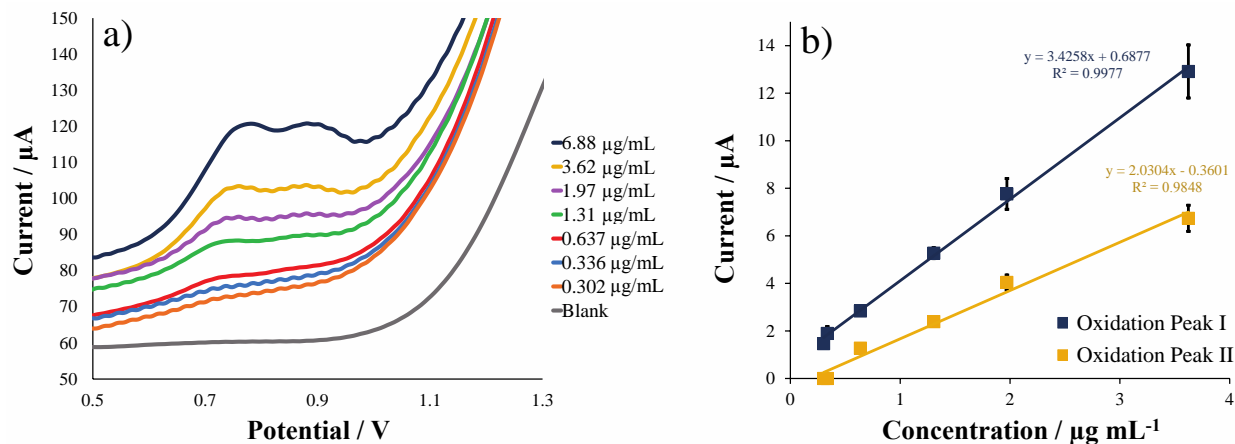 a)
150
140
130
120
110
100
90
80
70
60
50
Current / µA
0.5
0.7
0.9
1.1
1.3
Potential / V
6.88 µg/mL
3.62 µg/mL
1.97 µg/mL
1.31 µg/mL
0.637 µg/mL
0.336 µg/mL
0.302 µg/mL
Blank
b)
14
12
10
8
6
4
2
0
Current / µA
y = 3.4258x + 0.6877
R² = 0.9977
y = 2.0304x - 0.3601
R² = 0.9848
Oxidation Peak I
Oxidation Peak II
0
1
2
3
4
Concentration / µg mL⁻¹